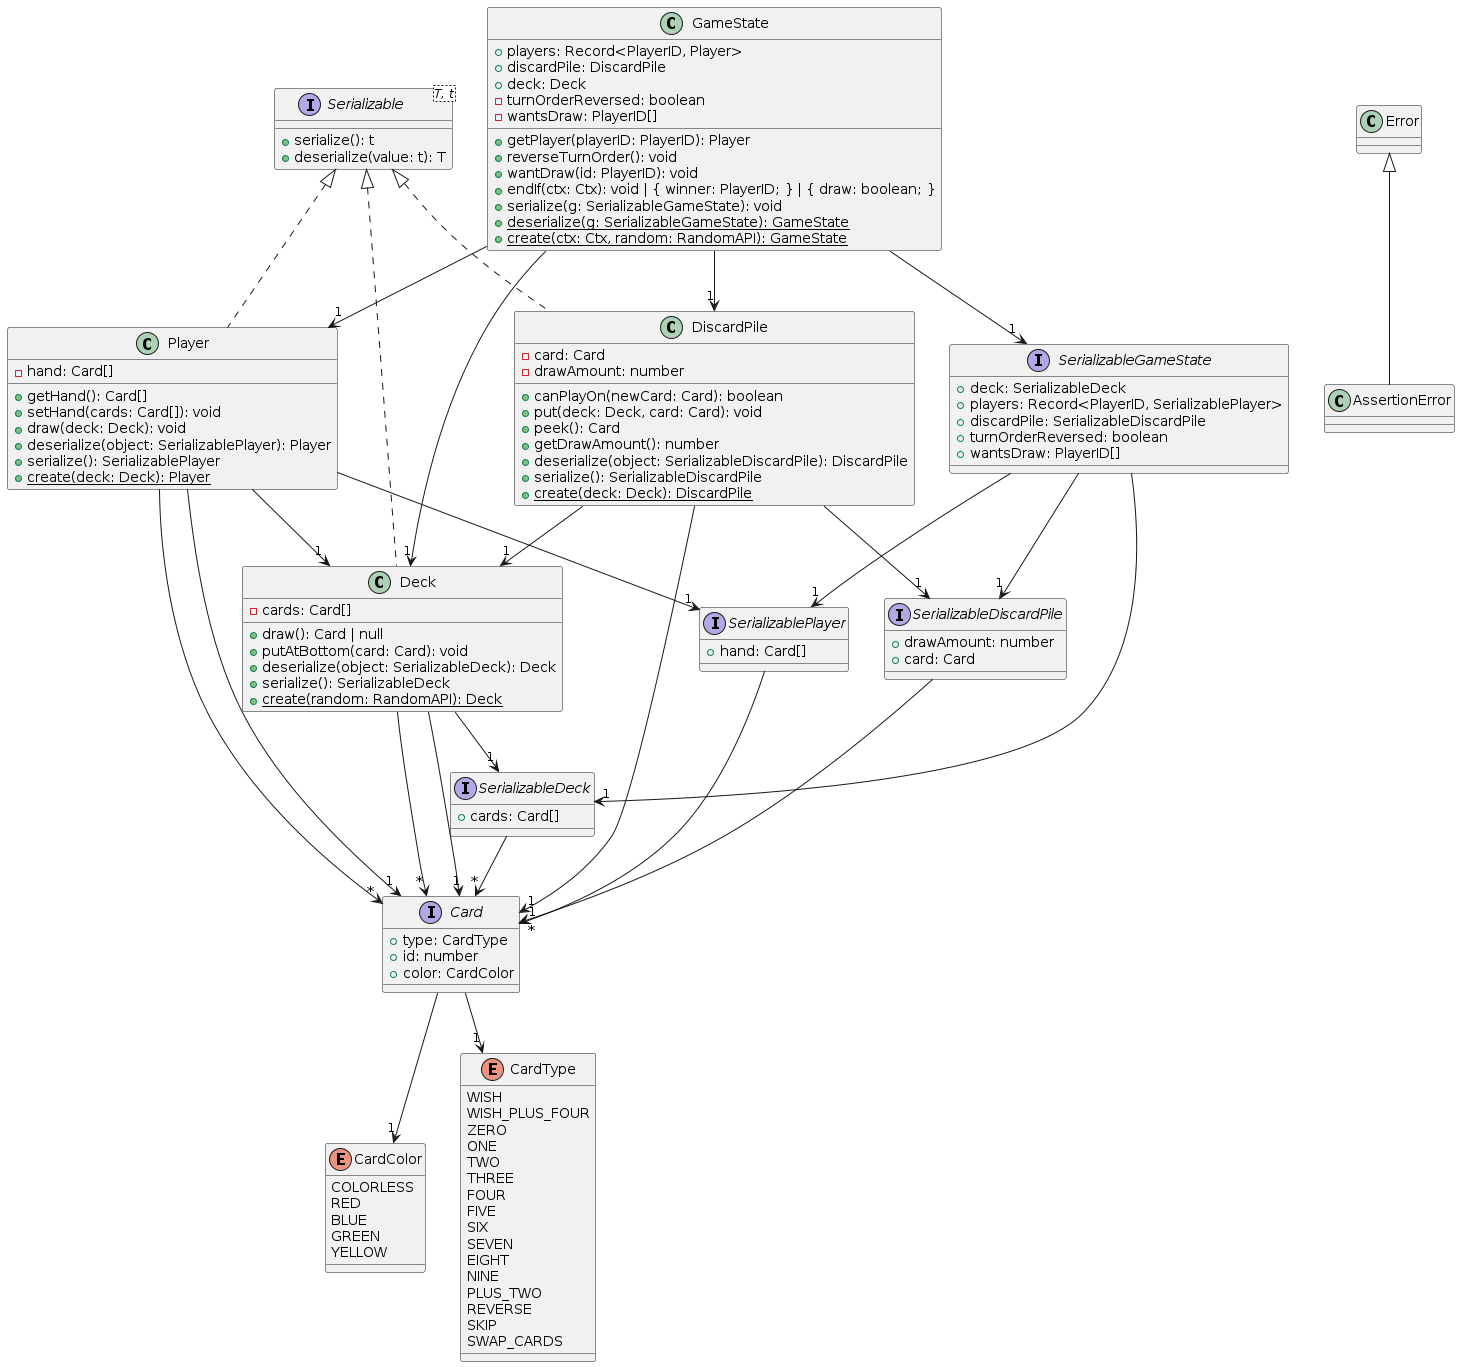 C GameState
players: Record<PlayerID, Player>
discardPile: DiscardPile
deck: Deck
turnOrderReversed: boolean
wantsDraw: PlayerID[]
getPlayer(playerID: PlayerID): Player
reverseTurnOrder(): void
wantDraw(id: PlayerID): void
endIf(ctx: Ctx): void | { winner: PlayerID; } | { draw: boolean; }
serialize(g: SerializableGameState): void
deserialize(g: SerializableGameState): GameState
create(ctx: Ctx, random: RandomAPI): GameState
I Serializable
T, t
serialize(): t
deserialize(value: t): T
C Error
1
1
1
C Player
hand: Card[]
getHand(): Card[]
setHand(cards: Card[]): void
draw(deck: Deck): void
deserialize(object: SerializablePlayer): Player
serialize(): SerializablePlayer
create(deck: Deck): Player
C DiscardPile
card: Card
drawAmount: number
canPlayOn(newCard: Card): boolean
put(deck: Deck, card: Card): void
peek(): Card
getDrawAmount(): number
deserialize(object: SerializableDiscardPile): DiscardPile
serialize(): SerializableDiscardPile
create(deck: Deck): DiscardPile
I SerializableGameState
deck: SerializableDeck
players: Record<PlayerID, SerializablePlayer>
discardPile: SerializableDiscardPile
turnOrderReversed: boolean
wantsDraw: PlayerID[]
C AssertionError
1
1
1
1
1
1
1
C Deck
cards: Card[]
draw(): Card | null
putAtBottom(card: Card): void
deserialize(object: SerializableDeck): Deck
serialize(): SerializableDeck
create(random: RandomAPI): Deck
I SerializablePlayer
hand: Card[]
I SerializableDiscardPile
drawAmount: number
card: Card
1
1
I SerializableDeck
cards: Card[]
*
1
*
1
*
1
1
*
I Card
type: CardType
id: number
color: CardColor
1
1
E CardType
WISH
WISH_PLUS_FOUR
ZERO
ONE
TWO
THREE
FOUR
FIVE
SIX
SEVEN
EIGHT
NINE
PLUS_TWO
REVERSE
SKIP
SWAP_CARDS
E CardColor
COLORLESS
RED
BLUE
GREEN
YELLOW